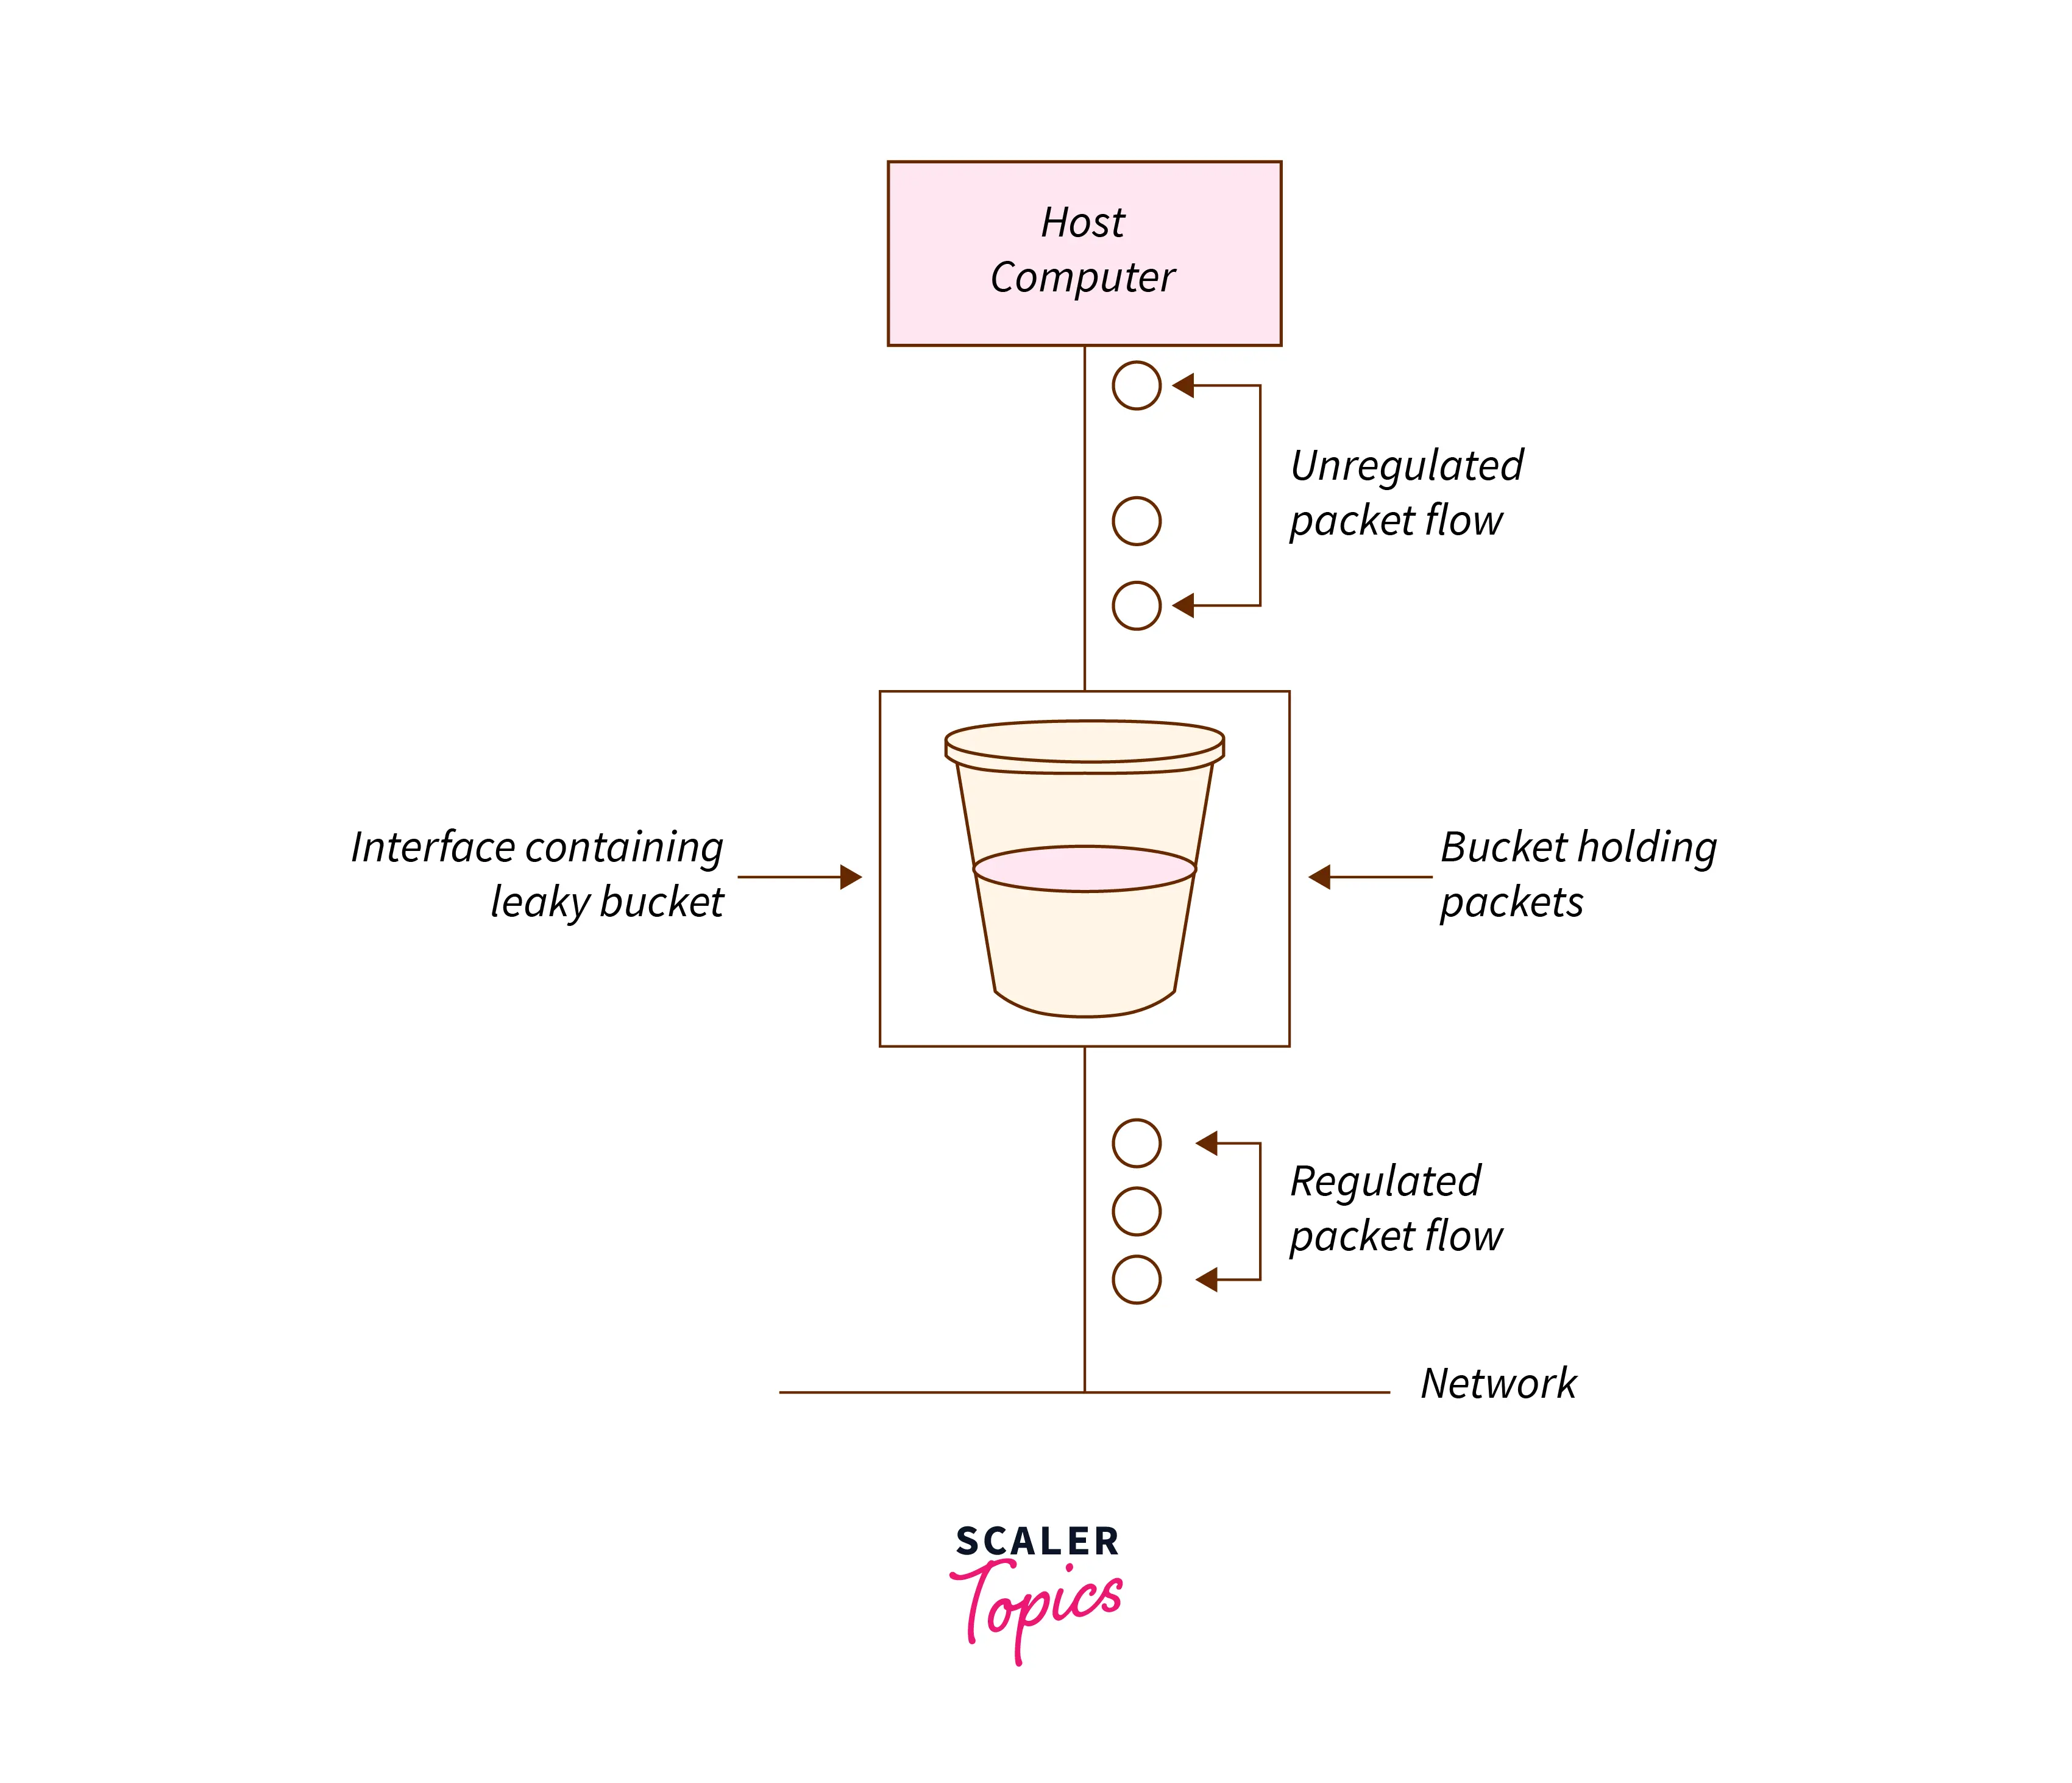 Host
Computer
Unregulated
packet flow
Interface containing
leaky bucket
Bucket holding
packets
Regulated
packet flow
Network
SCALER
Topics